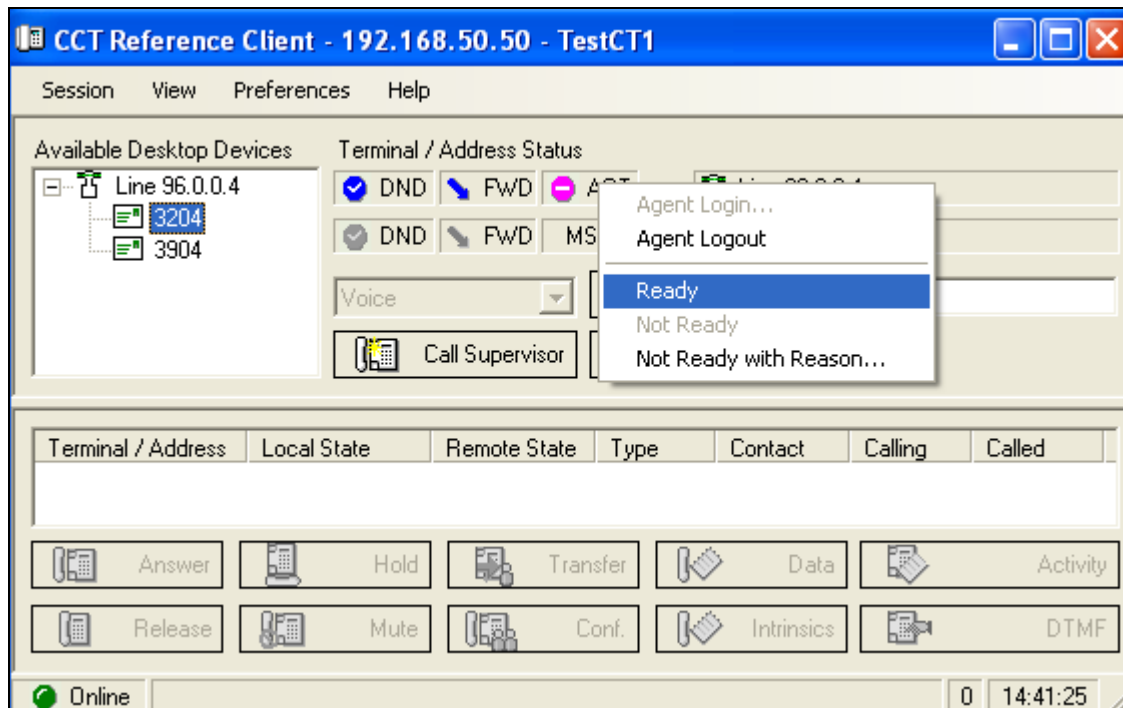 CCT Reference Client - 192.168.50.50 - TestCT1
Session View Preferences Help
Available Desktop Devices Terminal / Address Status
Line 96.0.0.4
3204
3904
DND FWD
DND FWD MS
Voice
Call Supervisor
Agent Login...
Agent Logout
Ready
Not Ready
Not Ready with Reason...
Terminal / Address Local State Remote State Type Contact Calling Called
Answer Hold Transfer Data Activity
Release Mute Conf. Intrinsics DTMF
Online 0 14:41:25